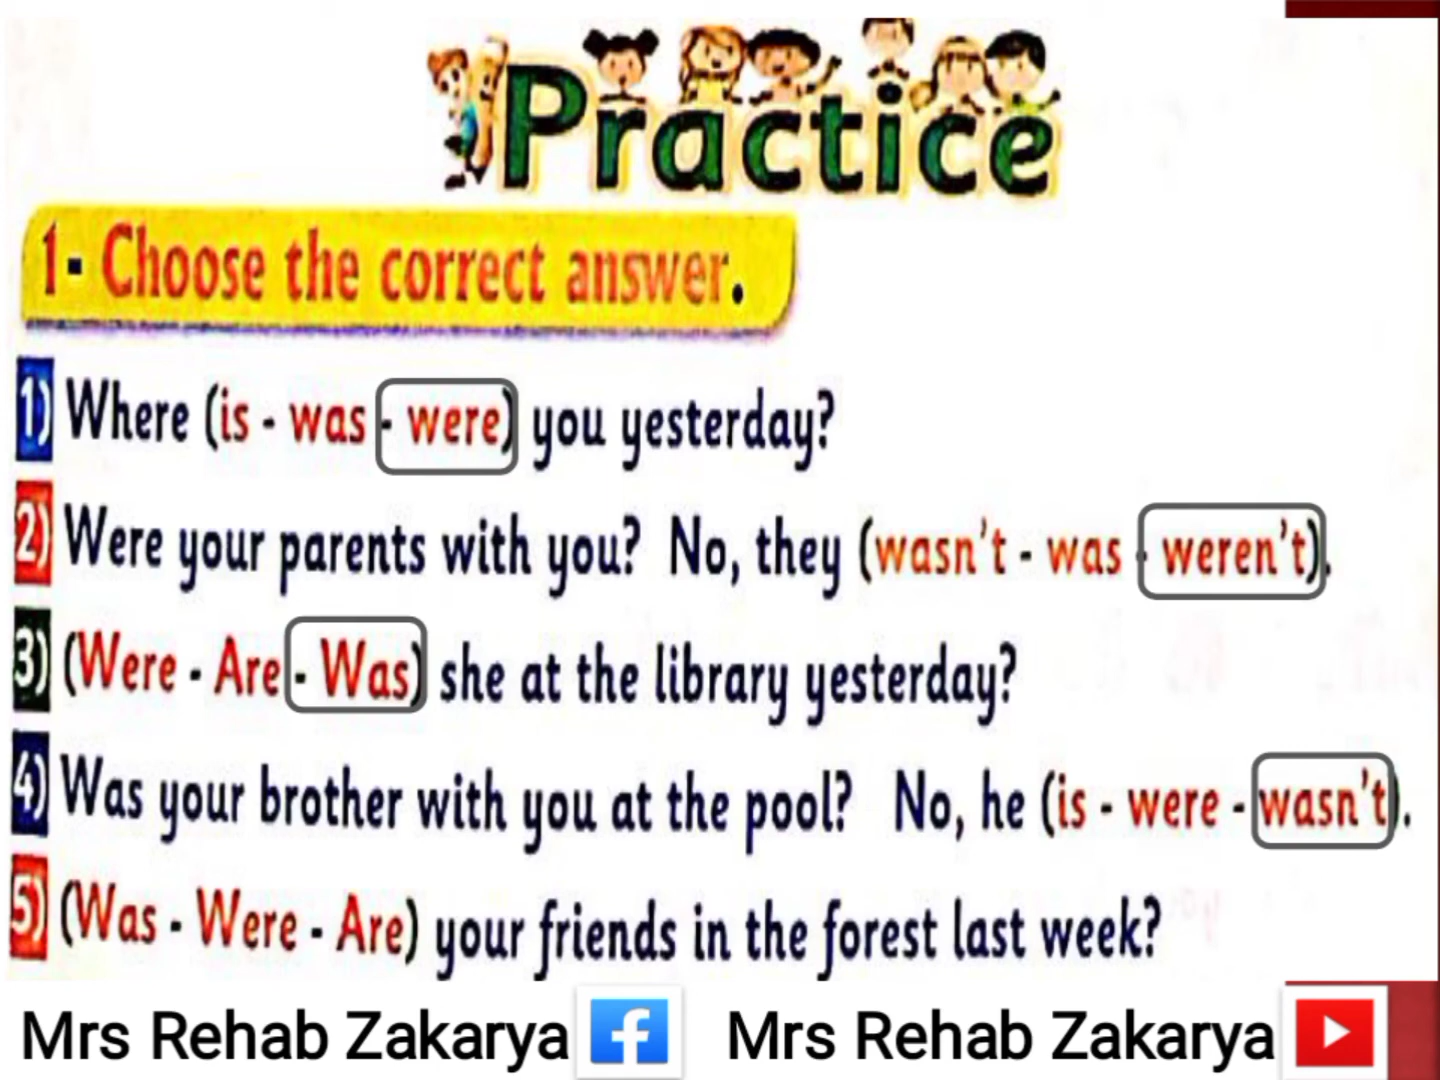 Practice
1- Choose the correct answer.
1) Where (is - was - were) you yesterday?
2) Were your parents with you? No, they (wasn't - was - weren't).
3) (Were - Are - Was) she at the library yesterday?
4) Was your brother with you at the pool? No, he (is - were - wasn't).
5) (Was - Were - Are) your friends in the forest last week?
Mrs Rehab Zakarya f Mrs Rehab Zakarya